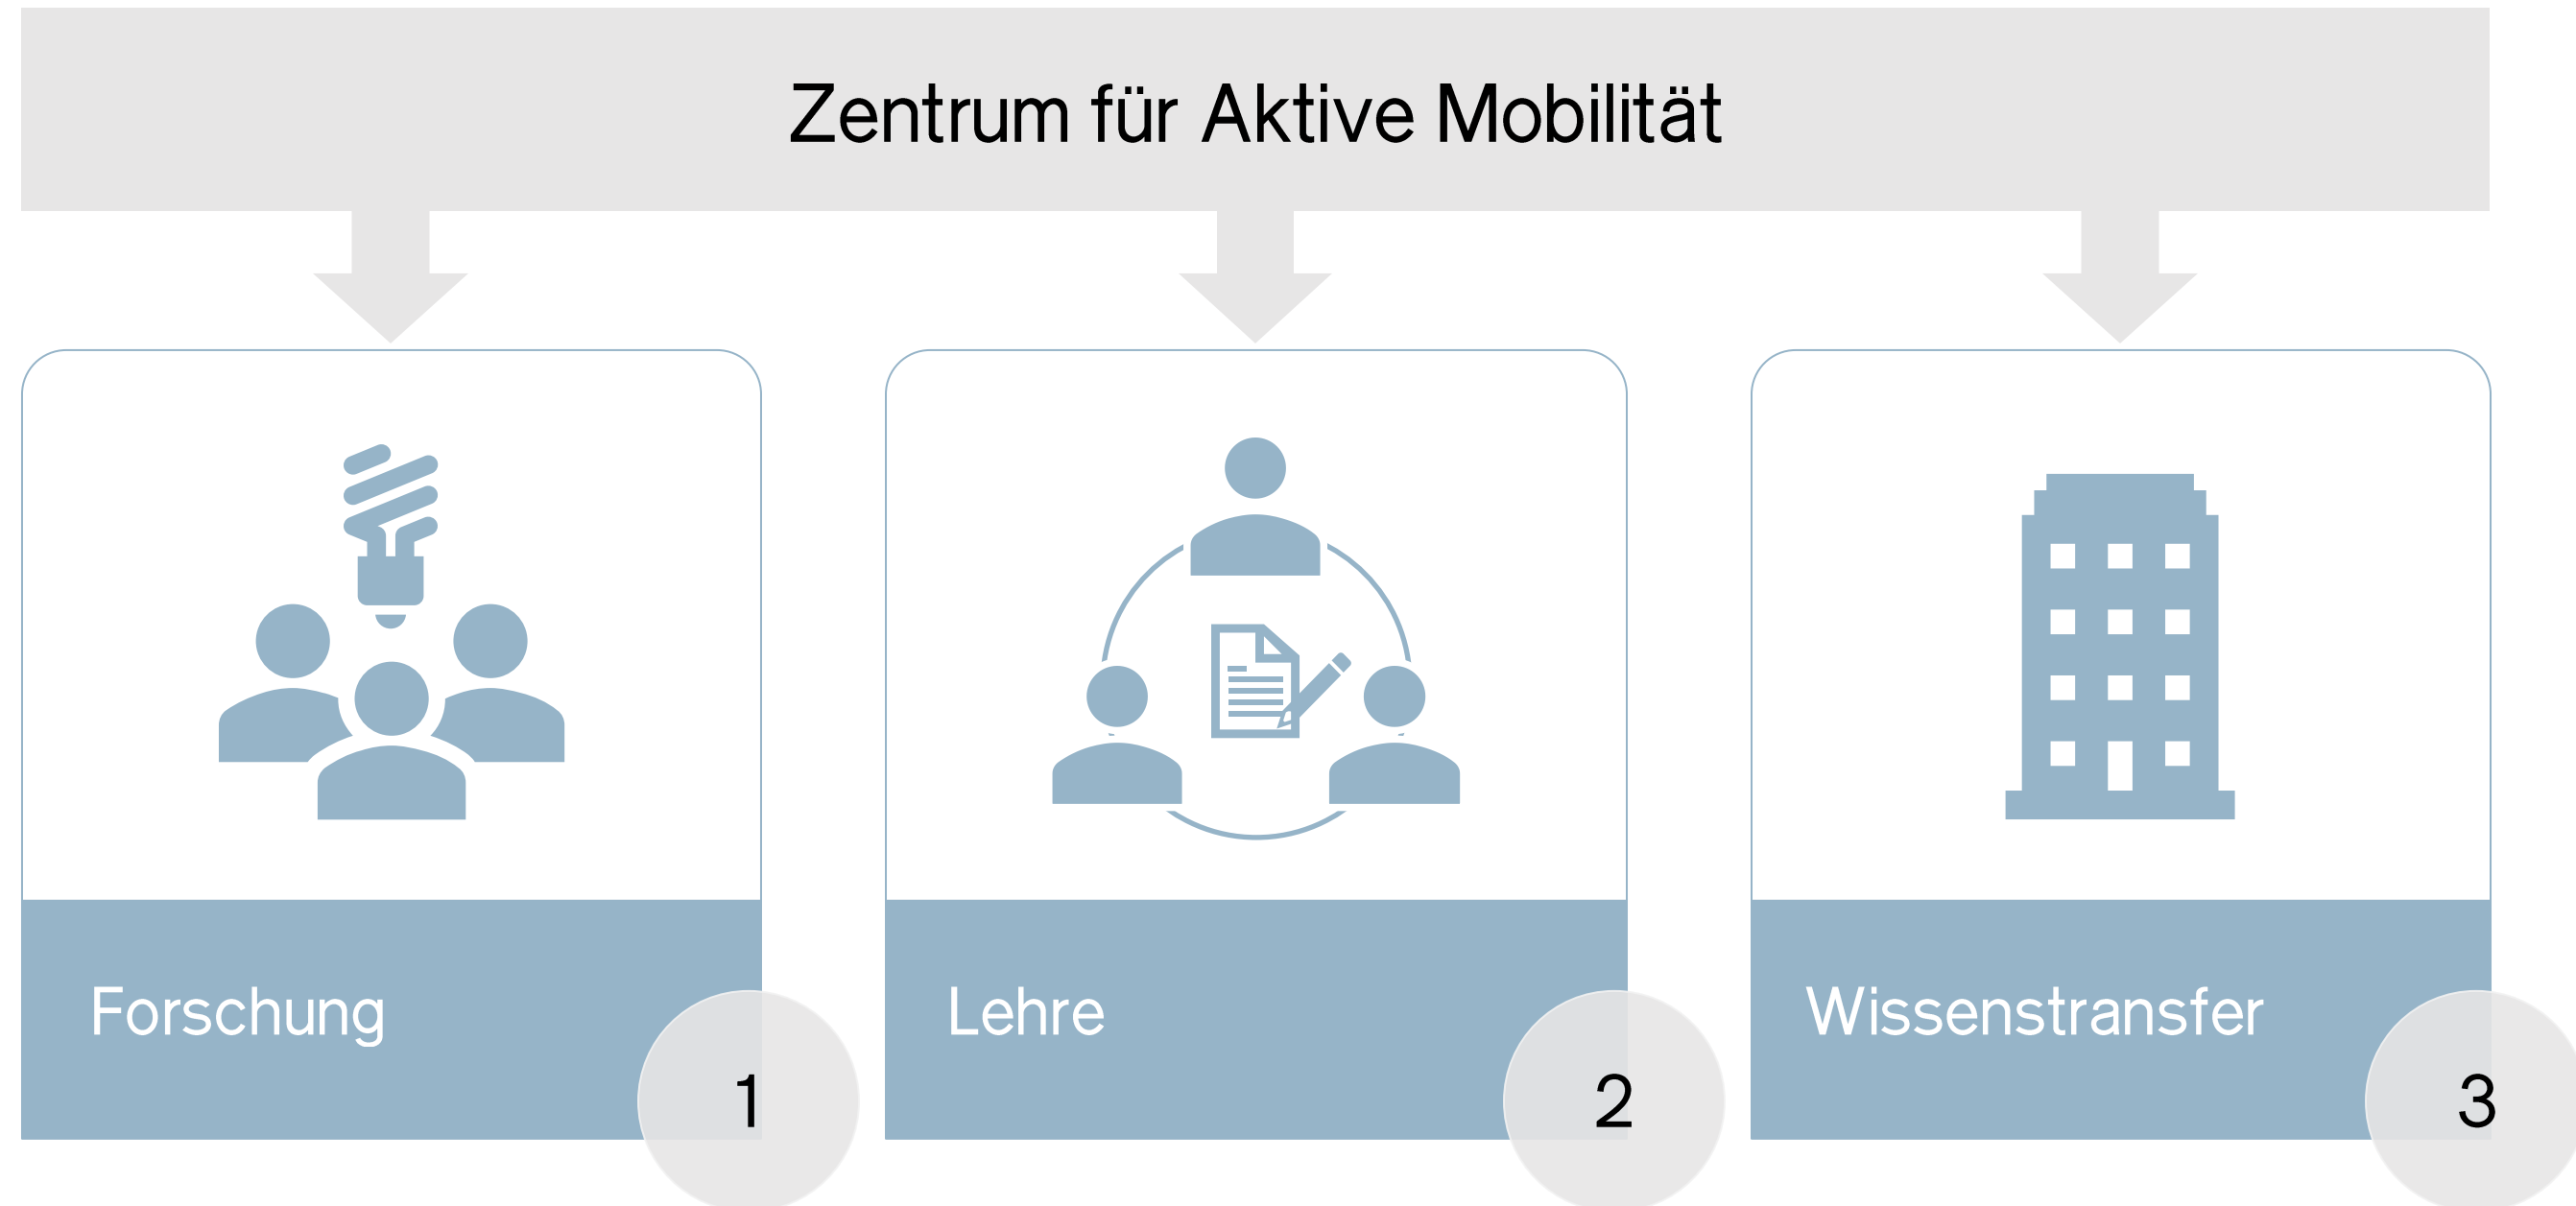 Zentrum für Aktive Mobilität
Forschung
1
Lehre
2
Wissenstransfer
3